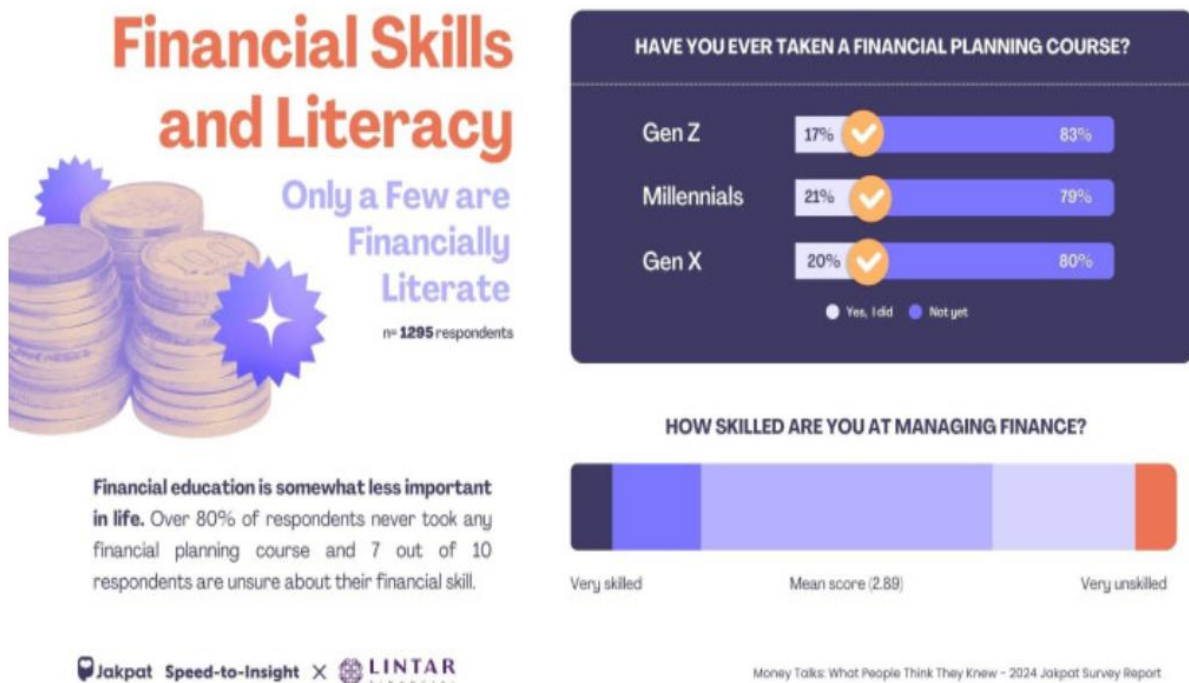 Financial Skills
and Literacy
Only a Few are
Financially
Literate
n= 1295 respondents
Financial education is somewhat less important
in life. Over 80% of respondents never took any
financial planning course and 7 out of 10
respondents are unsure about their financial skill.
HAVE YOU EVER TAKEN A FINANCIAL PLANNING COURSE?
Gen Z 17% 83%
Millennials 21% 79%
Gen X 20% 80%
Yes, I did Not yet
HOW SKILLED ARE YOU AT MANAGING FINANCE?
Very skilled Mean score (2.89) Very unskilled
Jakpat Speed-to-Insight X LINTAR
Money Talks: What People Think They Knew - 2024 Jakpat Survey Report